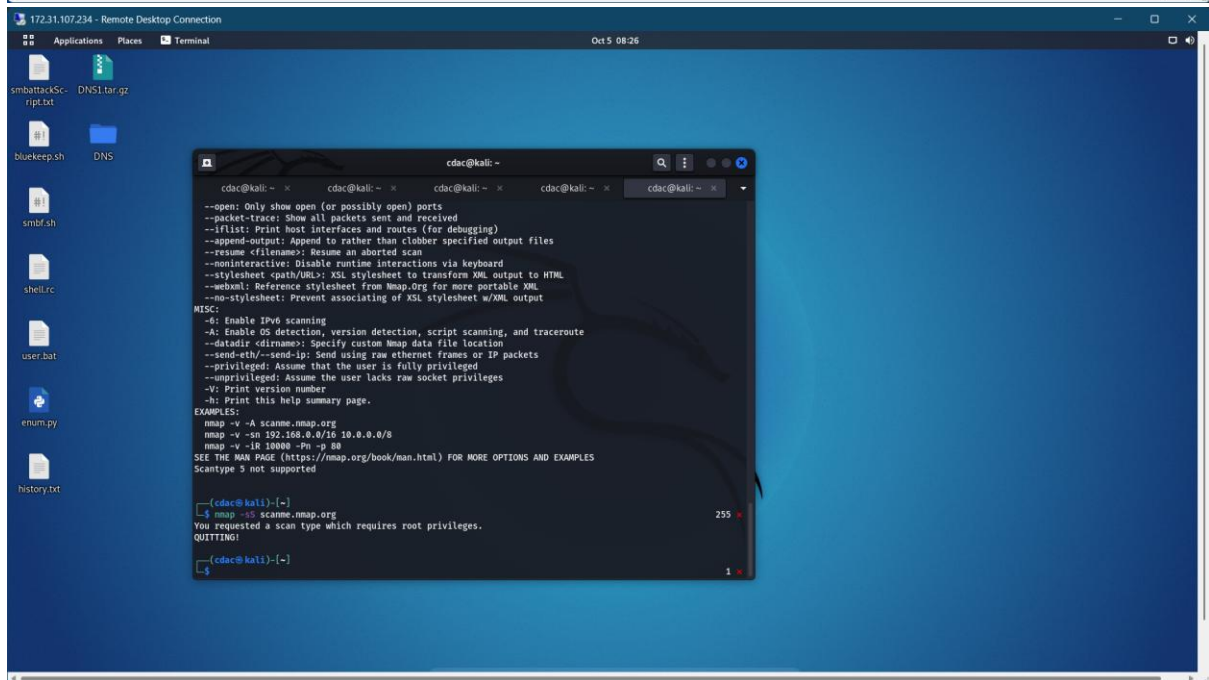 172.31.107.234 - Remote Desktop Connection
Applications Places Terminal Oct 5 08:26
smbattackSc-
ript.txt
DNS1.tar.gz
bluekeep.sh
DNS
smbf.sh
shell.rc
user.bat
enum.py
history.txt
cdac@kali: ~
cdac@kali: ~ × cdac@kali: ~ × cdac@kali: ~ × cdac@kali: ~ × cdac@kali: ~ ×
--open: Only show open (or possibly open) ports
--packet-trace: Show all packets sent and received
--iflist: Print host interfaces and routes (for debugging)
--append-output: Append to rather than clobber specified output files
--resume <filename>: Resume an aborted scan
--noninteractive: Disable runtime interactions via keyboard
--stylesheet <path/URL>: XSL stylesheet to transform XML output to HTML
--webxml: Reference stylesheet from Nmap.Org for more portable XML
--no-stylesheet: Prevent associating of XSL stylesheet w/XML output
MISC:
-6: Enable IPv6 scanning
-A: Enable OS detection, version detection, script scanning, and traceroute
--datadir <dirname>: Specify custom Nmap data file location
--send-eth/--send-ip: Send using raw ethernet frames or IP packets
--privileged: Assume that the user is fully privileged
--unprivileged: Assume the user lacks raw socket privileges
-V: Print version number
-h: Print this help summary page.
EXAMPLES:
nmap -v -A scanme.nmap.org
nmap -v -sn 192.168.0.0/16 10.0.0.0/8
nmap -v -iR 10000 -Pn -p 80
SEE THE MAN PAGE (https://nmap.org/book/man.html) FOR MORE OPTIONS AND EXAMPLES
Scantype 5 not supported
┌──(cdac㉿kali)-[~]
└─$ nmap -sS scanme.nmap.org 255 ×
You requested a scan type which requires root privileges.
QUITTING!
┌──(cdac㉿kali)-[~]
└─$ 1 ×